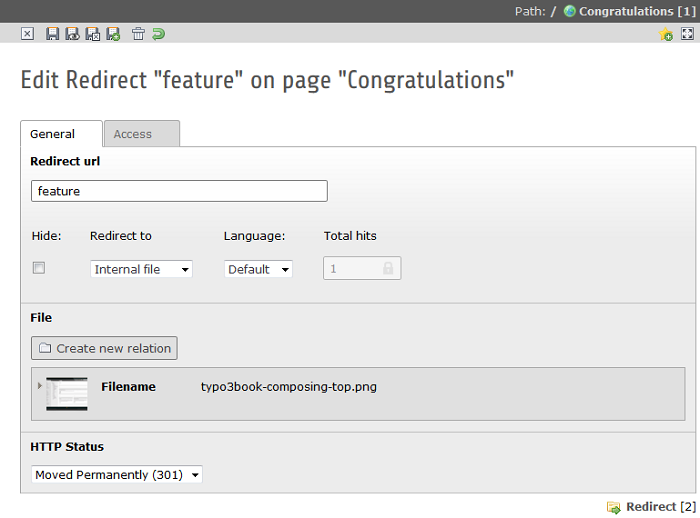 Path: / Congratulations [1]
Edit Redirect "feature" on page "Congratulations"
General Access
Redirect url
feature
Hide: Redirect to Language: Total hits
Internal file Default 1
File
Create new relation
Filename typo3book-composing-top.png
HTTP Status
Moved Permanently (301)
Redirect [2]